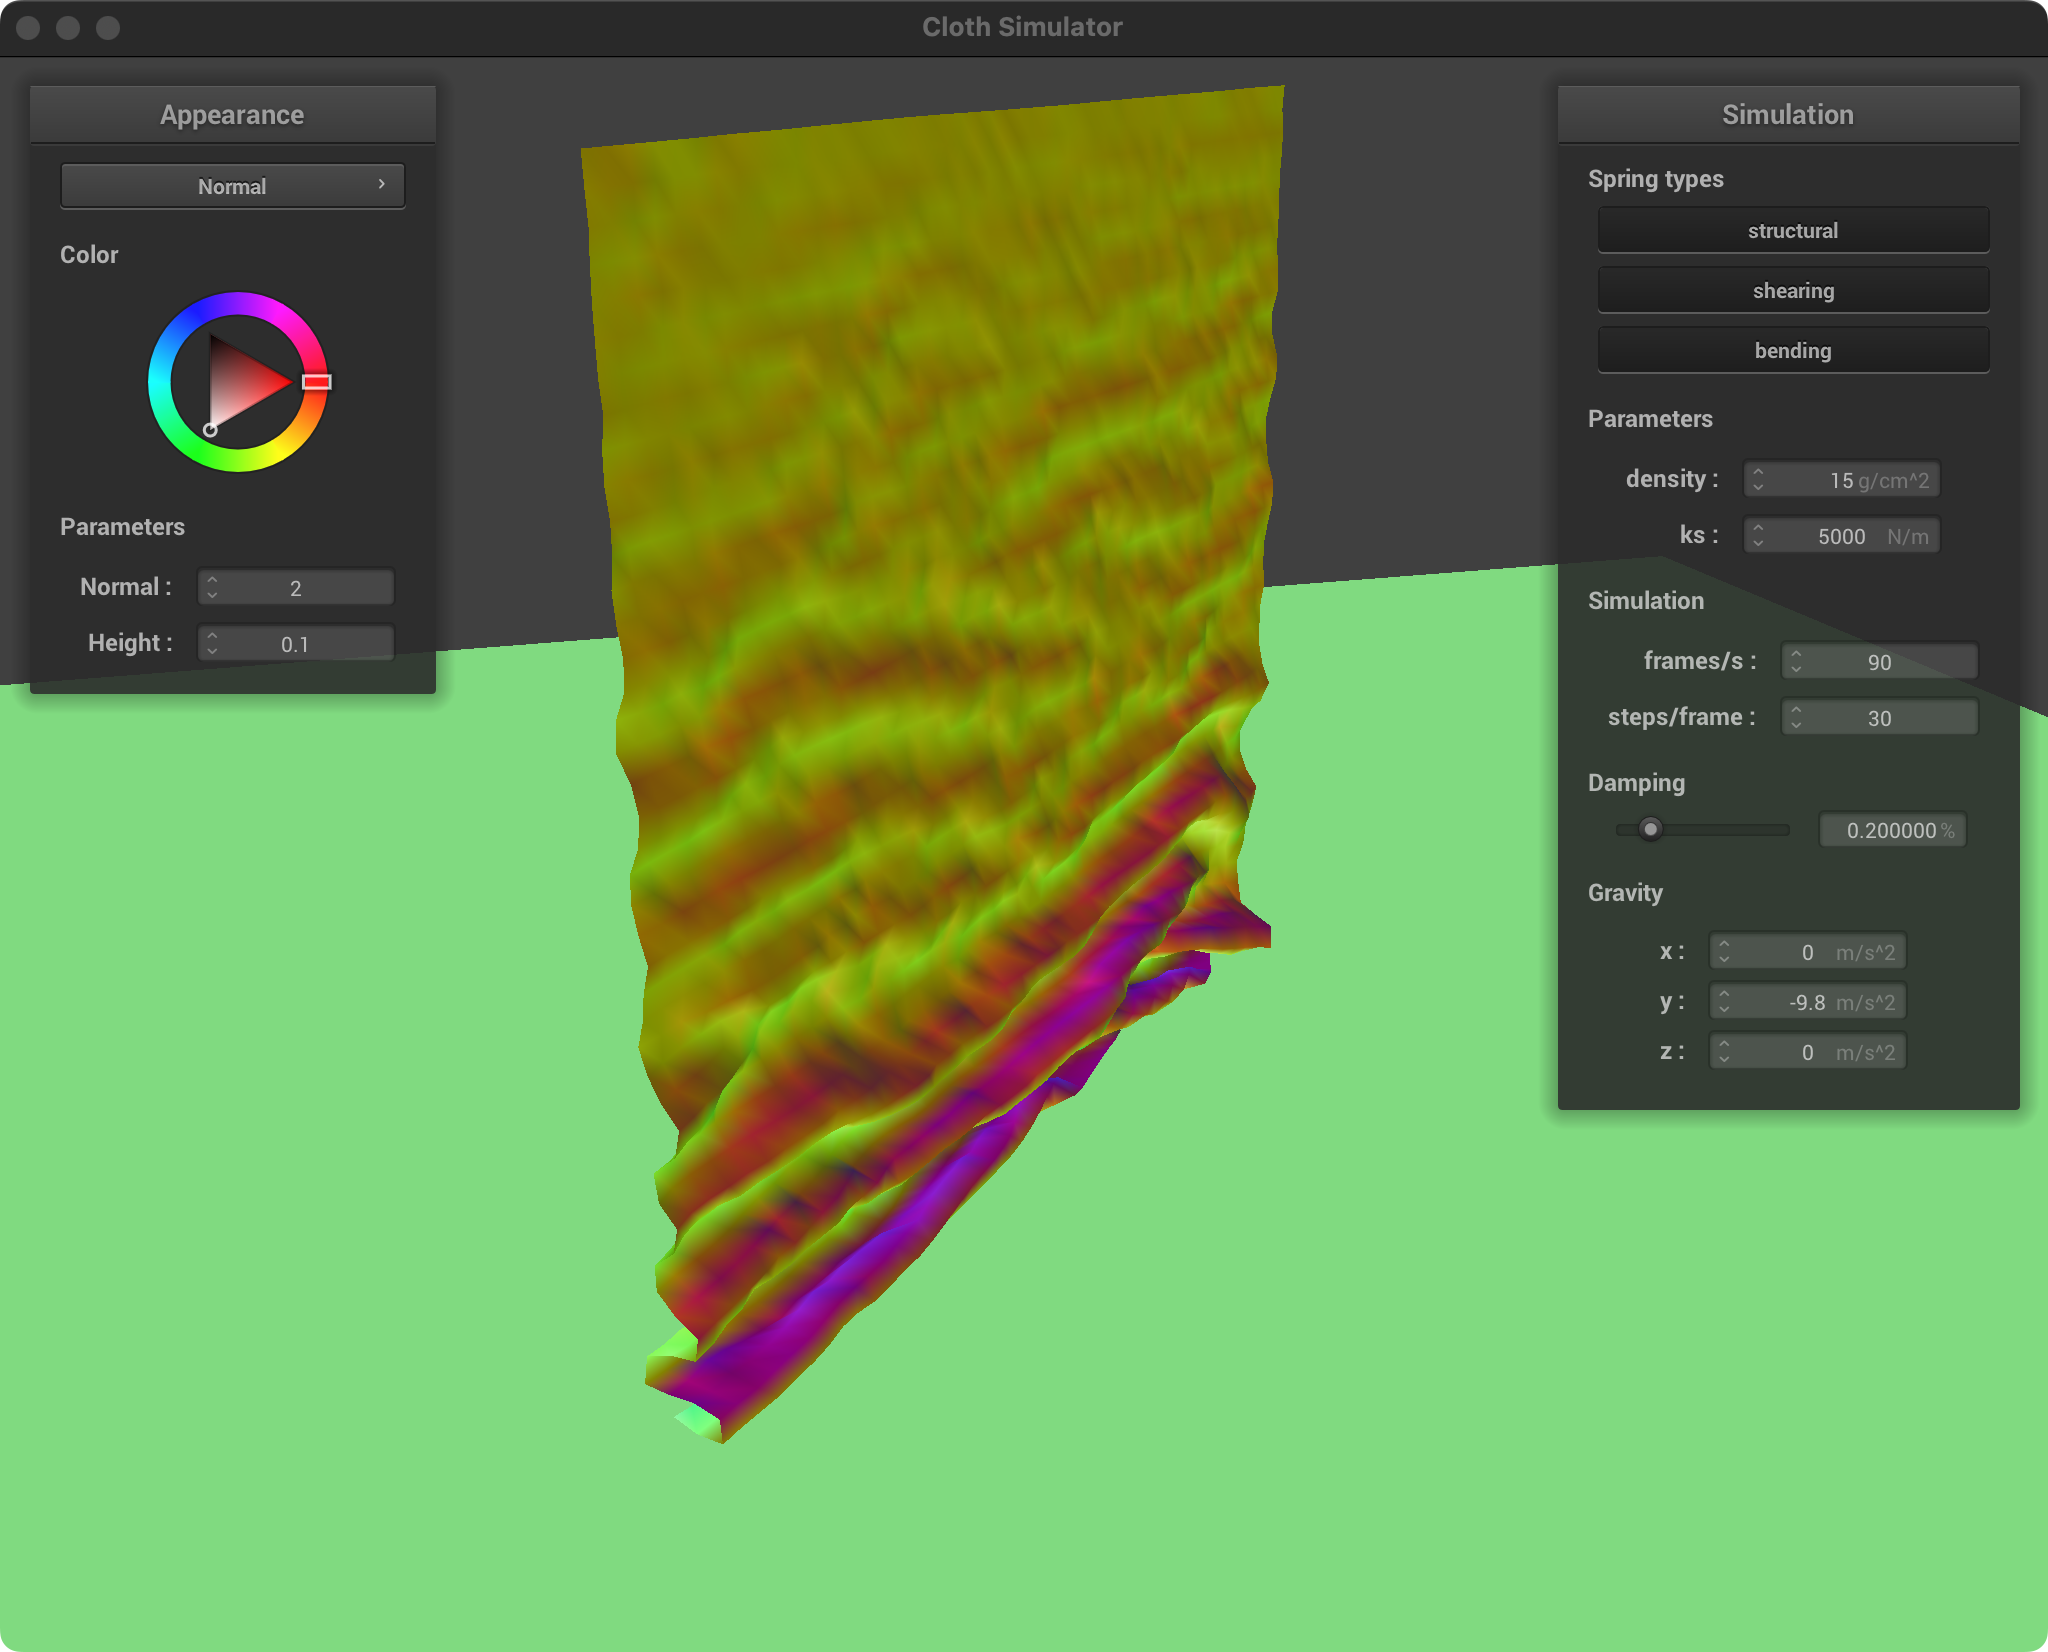 Cloth Simulator
Appearance
Normal
Color
Parameters
Normal : 2
Height : 0.1
Simulation
Spring types
structural
shearing
bending
Parameters
density : 15 g/cm^2
ks : 5000 N/m
Simulation
frames/s : 90
steps/frame : 30
Damping
0.200000 %
Gravity
x : 0 m/s^2
y : -9.8 m/s^2
z : 0 m/s^2